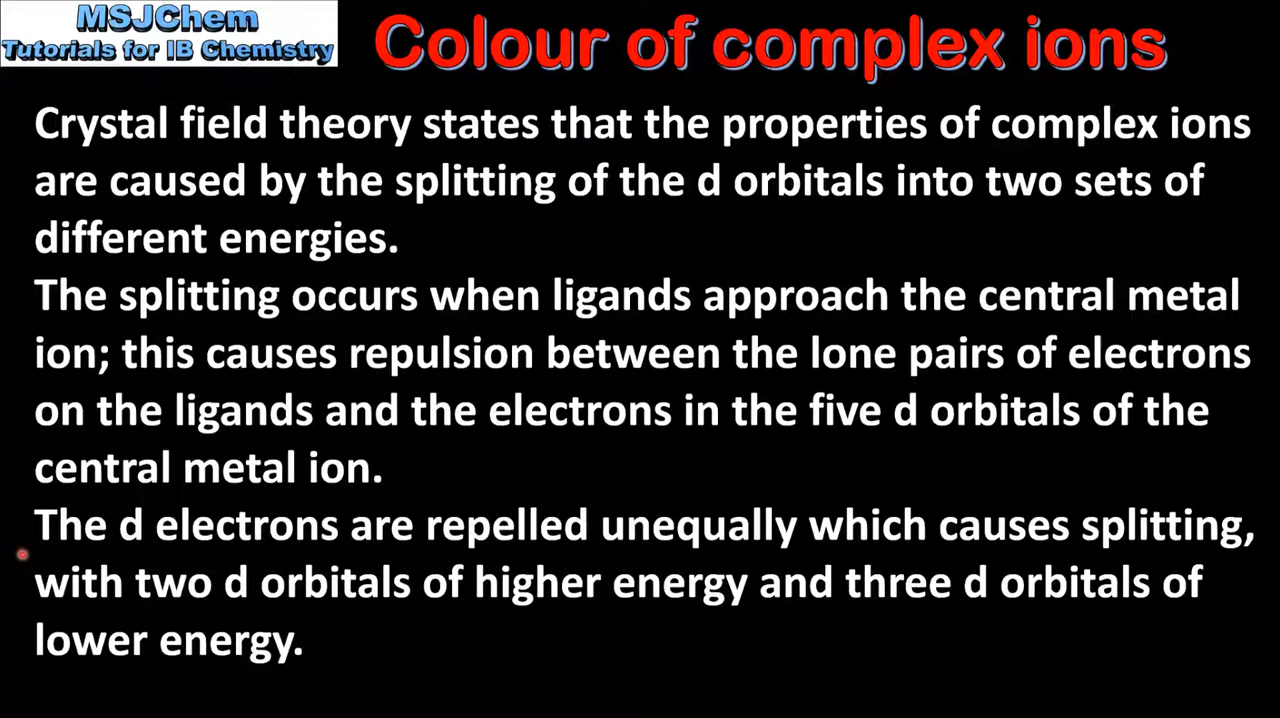 MSJChem
Tutorials for IB Chemistry
Colour of complex ions
Crystal field theory states that the properties of complex ions
are caused by the splitting of the d orbitals into two sets of
different energies.
The splitting occurs when ligands approach the central metal
ion; this causes repulsion between the lone pairs of electrons
on the ligands and the electrons in the five d orbitals of the
central metal ion.
The d electrons are repelled unequally which causes splitting,
with two d orbitals of higher energy and three d orbitals of
lower energy.